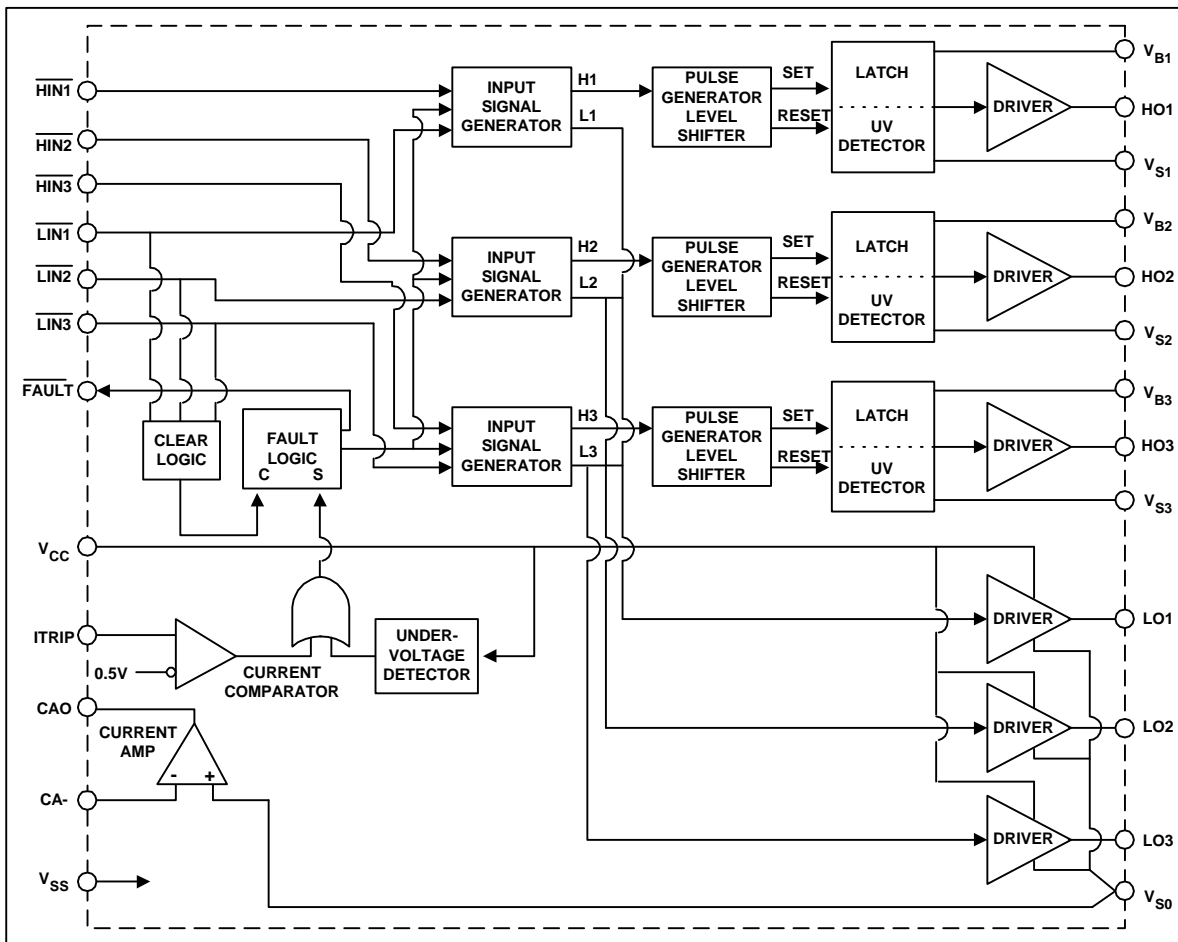 HIN1
HIN2
HIN3
LIN1
LIN2
LIN3
FAULT
VCC
ITRIP
0.5V
CAO
CA-
VSS
CLEAR
LOGIC
FAULT
LOGIC
C S
CURRENT
COMPARATOR
UNDER-
VOLTAGE
DETECTOR
CURRENT
AMP
- +
INPUT
SIGNAL
GENERATOR
H1
L1
PULSE
GENERATOR
LEVEL
SHIFTER
SET
RESET
LATCH
UV
DETECTOR
DRIVER
VB1
HO1
VS1
INPUT
SIGNAL
GENERATOR
H2
L2
PULSE
GENERATOR
LEVEL
SHIFTER
SET
RESET
LATCH
UV
DETECTOR
DRIVER
VB2
HO2
VS2
INPUT
SIGNAL
GENERATOR
H3
L3
PULSE
GENERATOR
LEVEL
SHIFTER
SET
RESET
LATCH
UV
DETECTOR
DRIVER
VB3
HO3
VS3
DRIVER
LO1
DRIVER
LO2
DRIVER
LO3
VS0